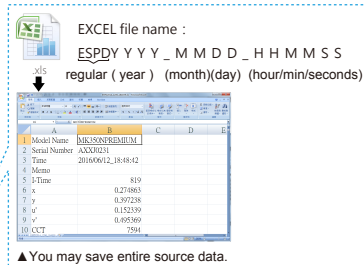 EXCEL file name :
ESPDY Y Y Y _ M M D D _ H H M M S S
.xls
regular ( year ) (month)(day) (hour/min/seconds)
A B C D E
1 Model Name MK350NPREMIUM
2 Serial Number AXXJ0231
3 Time 2016/06/12_18:48:42
4 Memo
5 I-Time 819
6 x 0.274863
7 y 0.397238
8 u' 0.152339
9 v' 0.495369
10 CCT 7594
▲You may save entire source data.